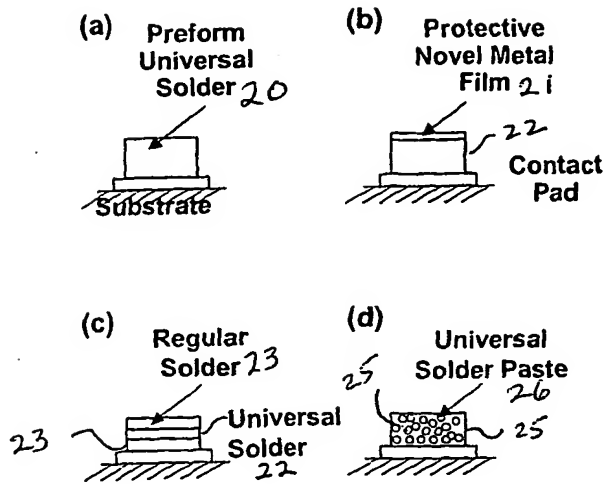 (a)
Preform
Universal
Solder 20
Substrate
(b)
Protective
Novel Metal
Film 21
22
Contact
Pad
(c)
Regular
Solder 23
23
Universal
Solder
22
(d)
Universal
Solder Paste
26
25
25